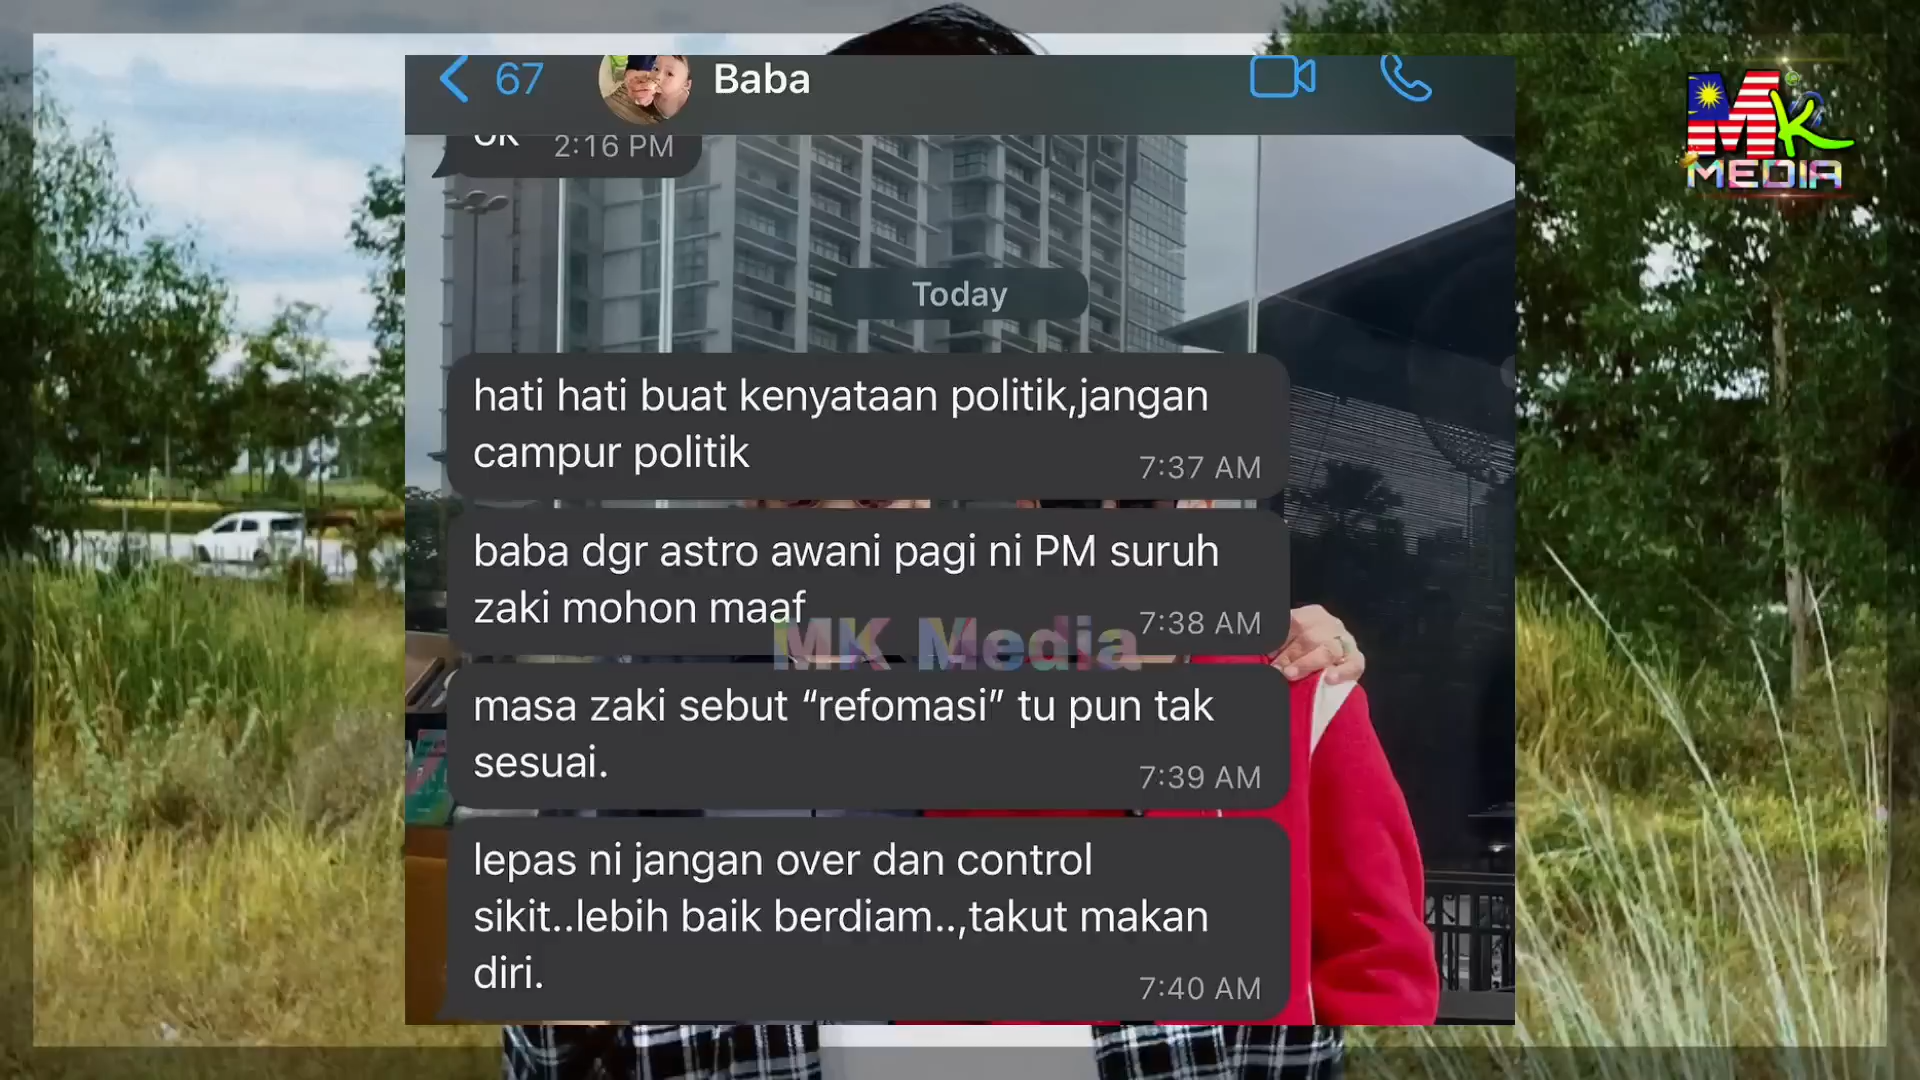 67
Baba
MK
MEDIA
OK
2:16 PM
Today
hati hati buat kenyataan politik,jangan
campur politik
7:37 AM
baba dgr astro awani pagi ni PM suruh
zaki mohon maaf
7:38 AM
MK Media
masa zaki sebut “refomasi” tu pun tak
sesuai.
7:39 AM
lepas ni jangan over dan control
sikit..lebih baik berdiam..,takut makan
diri.
7:40 AM